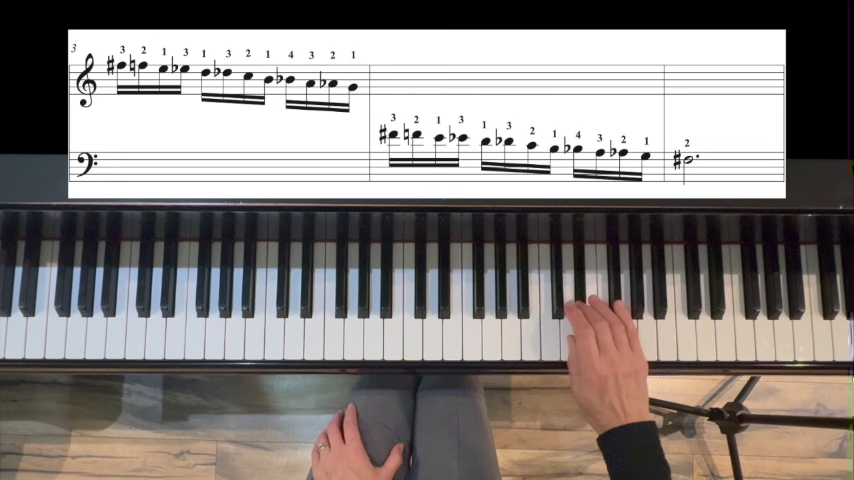 3
3 2 1 3 1 3 2 1 4 3 2 1
3 2 1 3 1 3 2 1 4 3 2 1 2